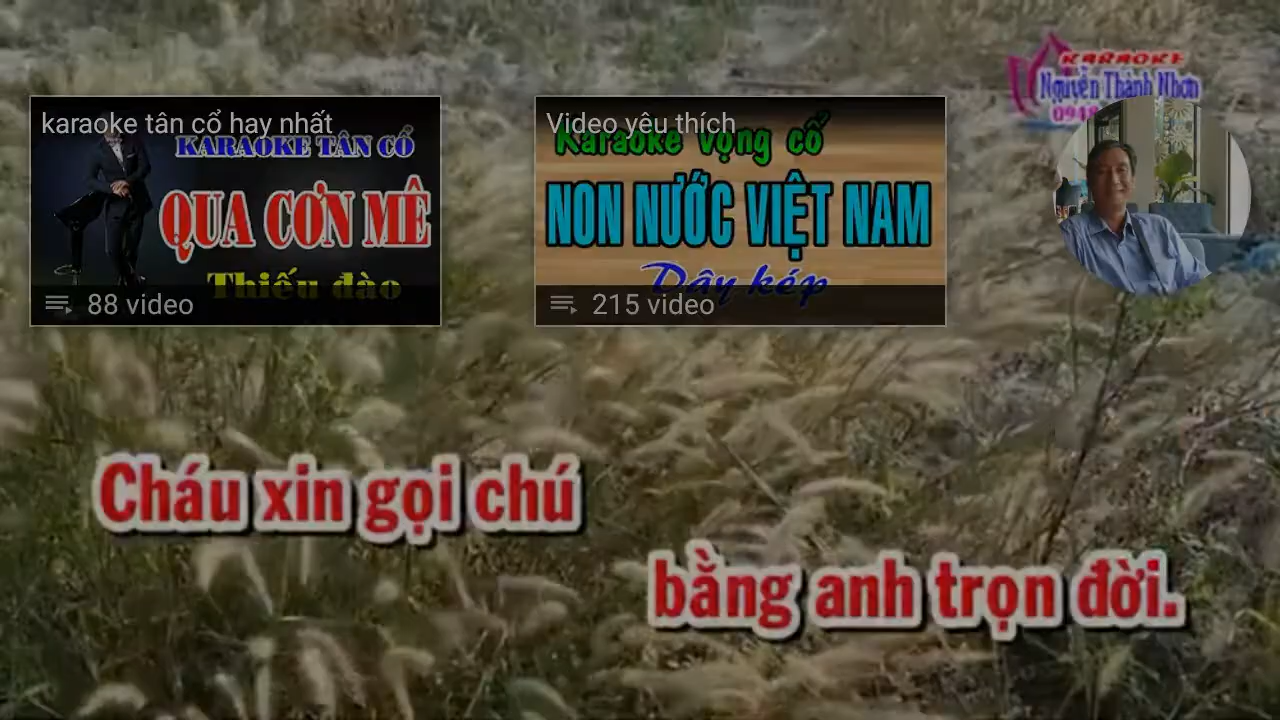 KARAOKE
Nguyễn Thành Nhơn
0948
karaoke tân cổ hay nhất
KARAOKE TÂN CỔ
QUA CƠN MÊ
Thiếu đào
88 video
Video yêu thích
Karaoke vọng cổ
NON NƯỚC VIỆT NAM
Dây kép
215 video
Cháu xin gọi chú
bằng anh trọn đời.